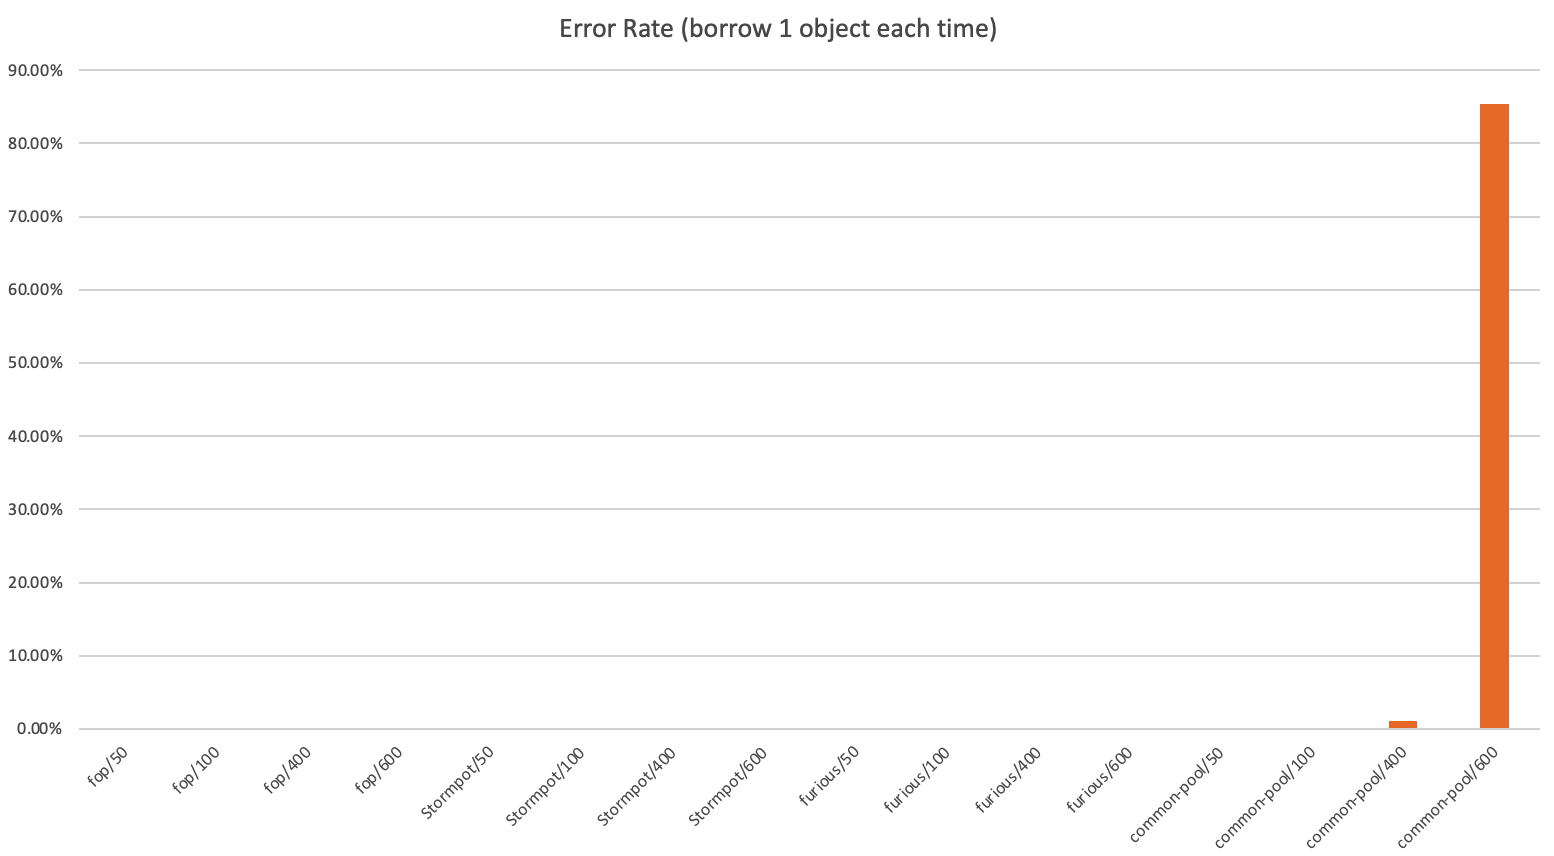 Error Rate (borrow 1 object each time)
90.00%
80.00%
70.00%
60.00%
50.00%
40.00%
30.00%
20.00%
10.00%
0.00%
fop/50
fop/100
fop/400
fop/600
Stormpot/50
Stormpot/100
Stormpot/400
Stormpot/600
furious/50
furious/100
furious/400
furious/600
common-pool/50
common-pool/100
common-pool/400
common-pool/600